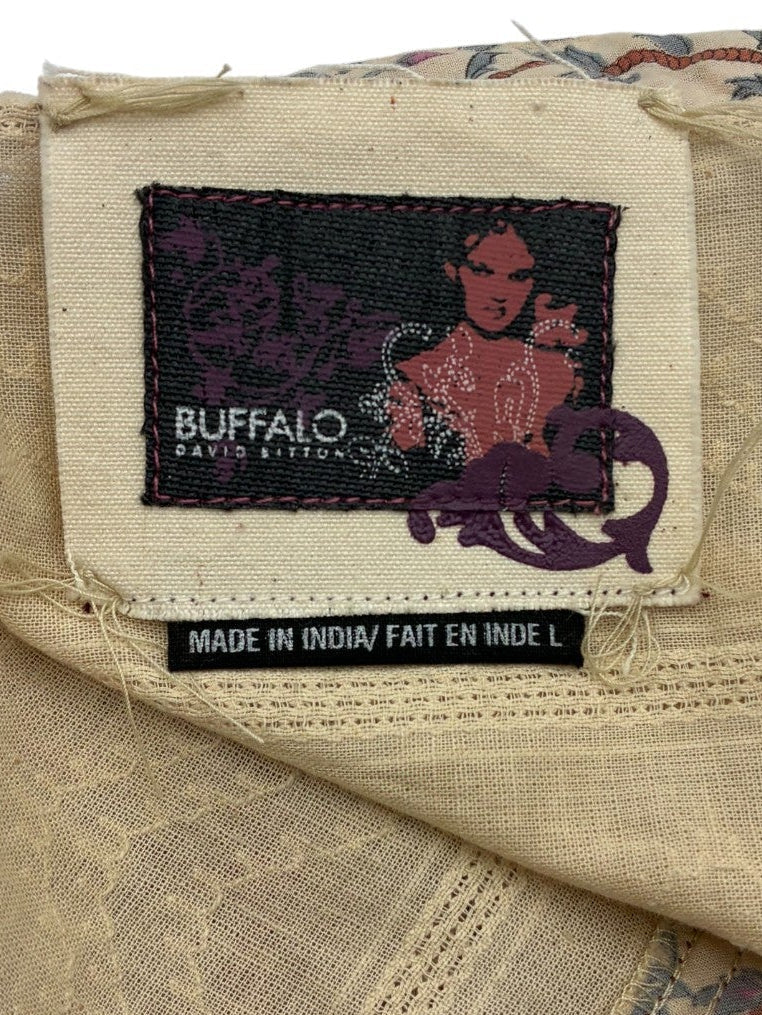 BUFFALO
DAVID BITTON
MADE IN INDIA/ FAIT EN INDE L